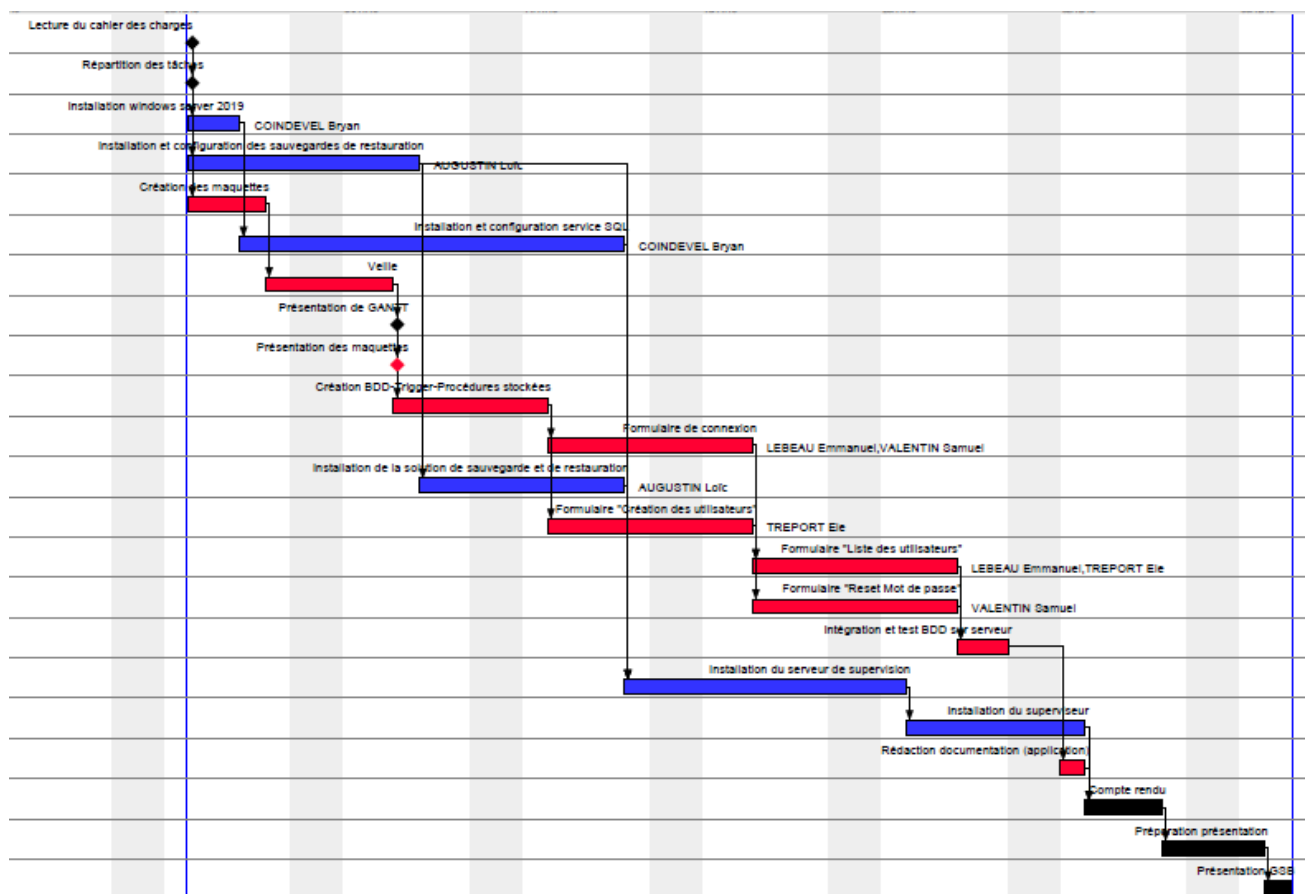 Lecture du cahier des charges
Répartition des tâches
Installation windows server 2019
COINDEVEL Bryan
Installation et configuration des sauvegardes de restauration
AUGUSTIN Loïc
Création des maquettes
Installation et configuration service SQL
COINDEVEL Bryan
Veille
Présentation de GANTT
Présentation des maquettes
Création BDD-Trigger-Procédures stockées
Formulaire de connexion
LEBEAU Emmanuel,VALENTIN Samuel
Installation de la solution de sauvegarde et de restauration
AUGUSTIN Loïc
Formulaire "Création des utilisateurs"
TREPORT Ele
Formulaire "Liste des utilisateurs"
LEBEAU Emmanuel,TREPORT Ele
Formulaire "Reset Mot de passe"
VALENTIN Samuel
Intégration et test BDD sur serveur
Installation du serveur de supervision
Installation du superviseur
Rédaction documentation (application)
Compte rendu
Préparation présentation
Présentation GSB